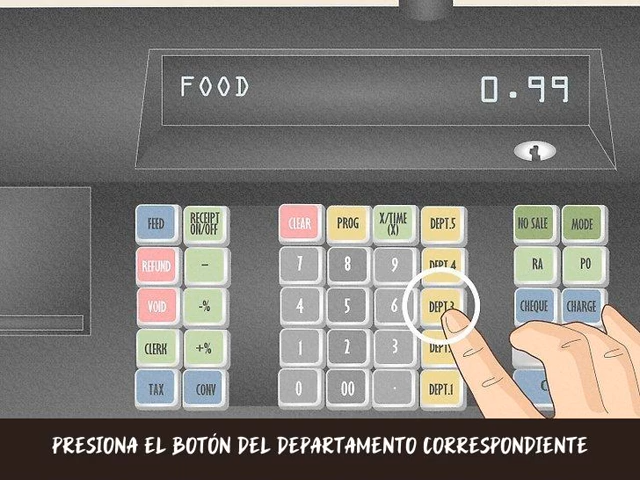 FOOD 0.99
FEED RECEIPT ON/OFF CLEAR PROG X/TIME (X) DEPT.5 NO SALE MODE
REFUND - 7 8 9 DEPT.4 RA PO
VOID -% 4 5 6 DEPT.3 CHEQUE CHARGE
CLERK +% 1 2 3
TAX CONV 0 00 . DEPT.1
PRESIONA EL BOTÓN DEL DEPARTAMENTO CORRESPONDIENTE